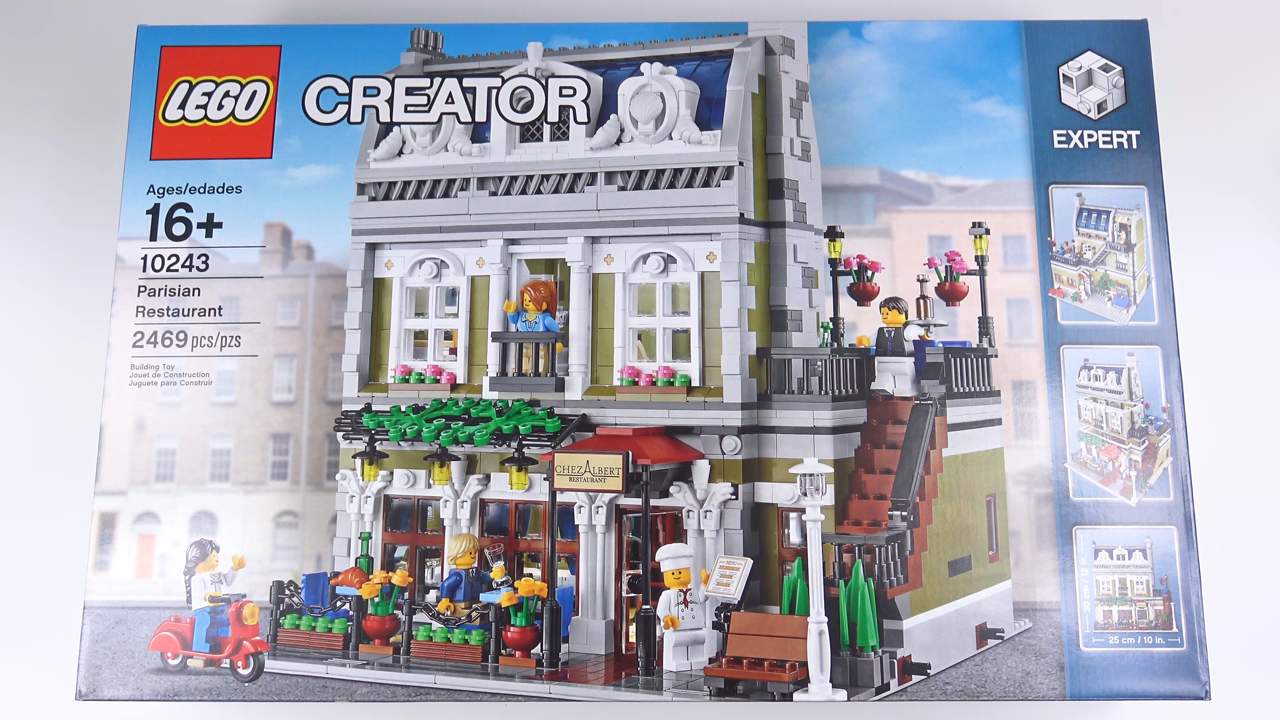 LEGO
CREATOR
EXPERT
Ages/edades
16+
10243
Parisian
Restaurant
2469 pcs/pzs
Building Toy
Jouet de Construction
Juguete para Construir
CHEZ ALBERT
RESTAURANT
MENU
25 cm / 10 in.